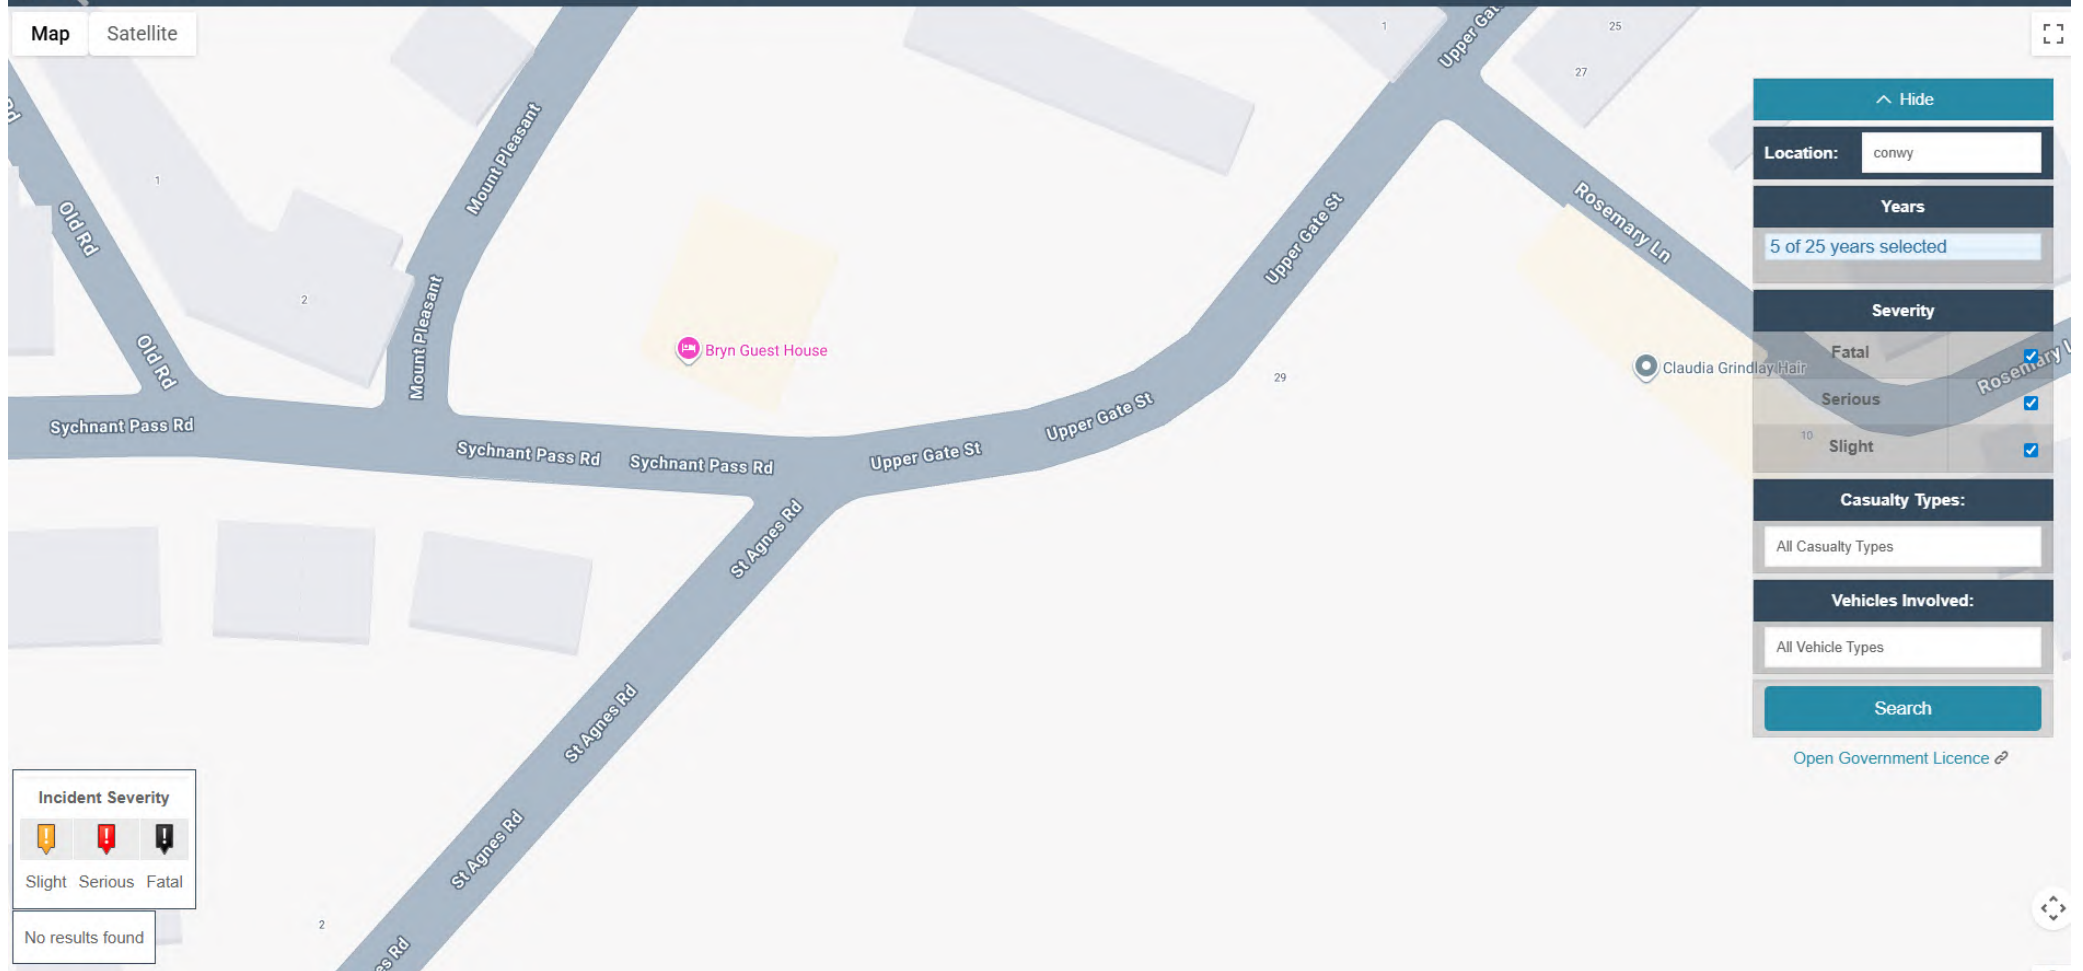 Map
Satellite
Upper Gate St
1
25
27
Hide
Location:
conwy
Years
5 of 25 years selected
Severity
Fatal
Serious
Slight
Casualty Types:
All Casualty Types
Vehicles Involved:
All Vehicle Types
Search
Open Government Licence
Mount Pleasant
Mount Pleasant
1
2
Old Rd
Old Rd
Bryn Guest House
Upper Gate St
Rosemary Ln
29
Claudia Grindlay Hair
10
Sychnant Pass Rd
Sychnant Pass Rd
Sychnant Pass Rd
Upper Gate St
Upper Gate St
St Agnes Rd
St Agnes Rd
St Agnes Rd
2
Incident Severity
Slight
Serious
Fatal
No results found